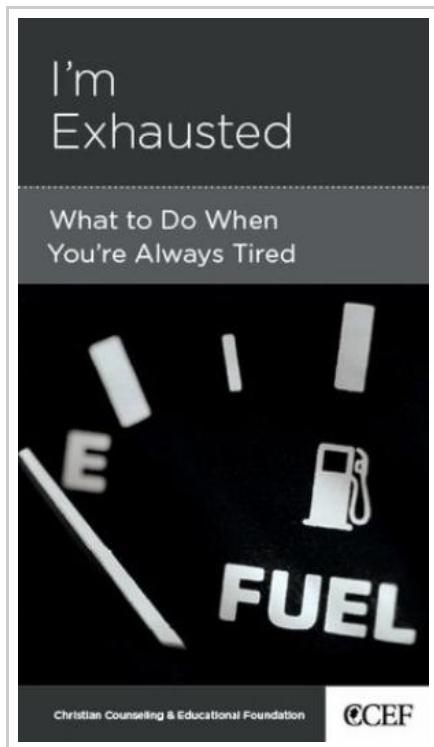 I'm
Exhausted
What to Do When
You're Always Tired
E
FUEL
Christian Counseling & Educational Foundation
CCEF